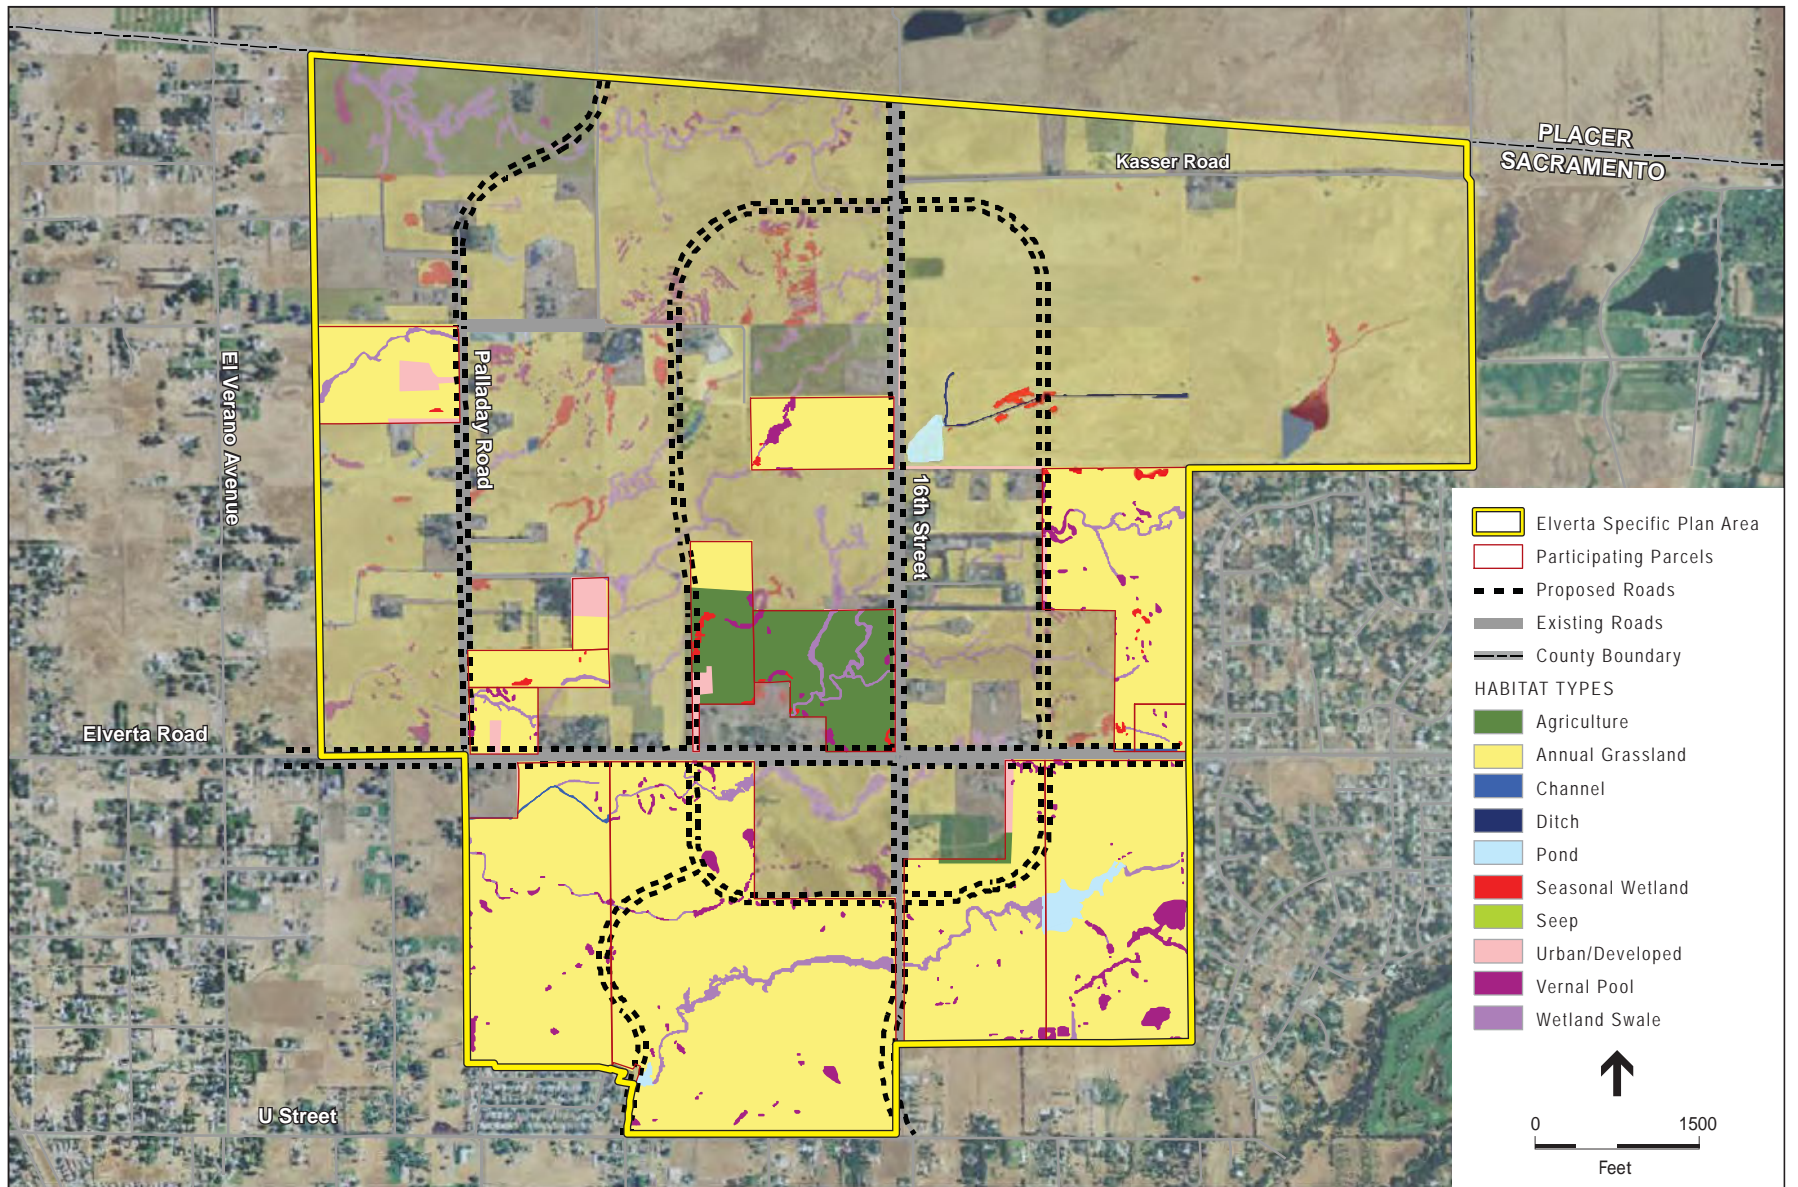 PLACER
SACRAMENTO
Kasser Road
El Verano Avenue
Palladay Road
16th Street
Elverta Road
U Street
Elverta Specific Plan Area
Participating Parcels
Proposed Roads
Existing Roads
County Boundary
HABITAT TYPES
Agriculture
Annual Grassland
Channel
Ditch
Pond
Seasonal Wetland
Seep
Urban/Developed
Vernal Pool
Wetland Swale
0 1500
Feet